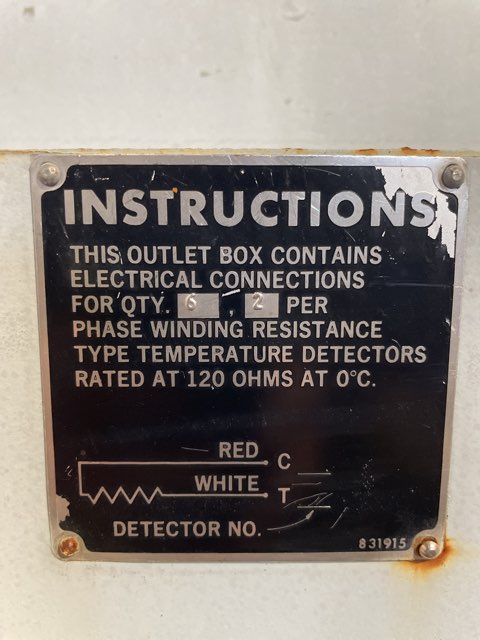 INSTRUCTIONS
THIS OUTLET BOX CONTAINS
ELECTRICAL CONNECTIONS
FOR QTY. 6 , 2 PER
PHASE WINDING RESISTANCE
TYPE TEMPERATURE DETECTORS
RATED AT 120 OHMS AT 0°C.
RED C
WHITE T
DETECTOR NO.
831915